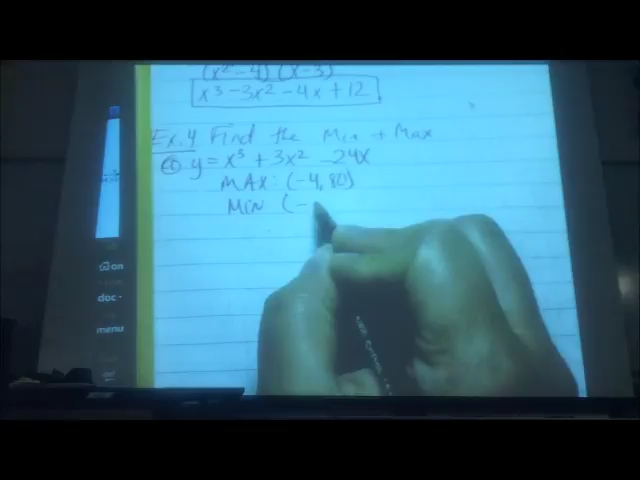 (x² - 4) (x - 3)
x³ - 3x² - 4x + 12
Ex. 4 Find the Min + Max
a y = x³ + 3x² - 24x
MAX: (-4, 80)
Min (-
on
doc
menu